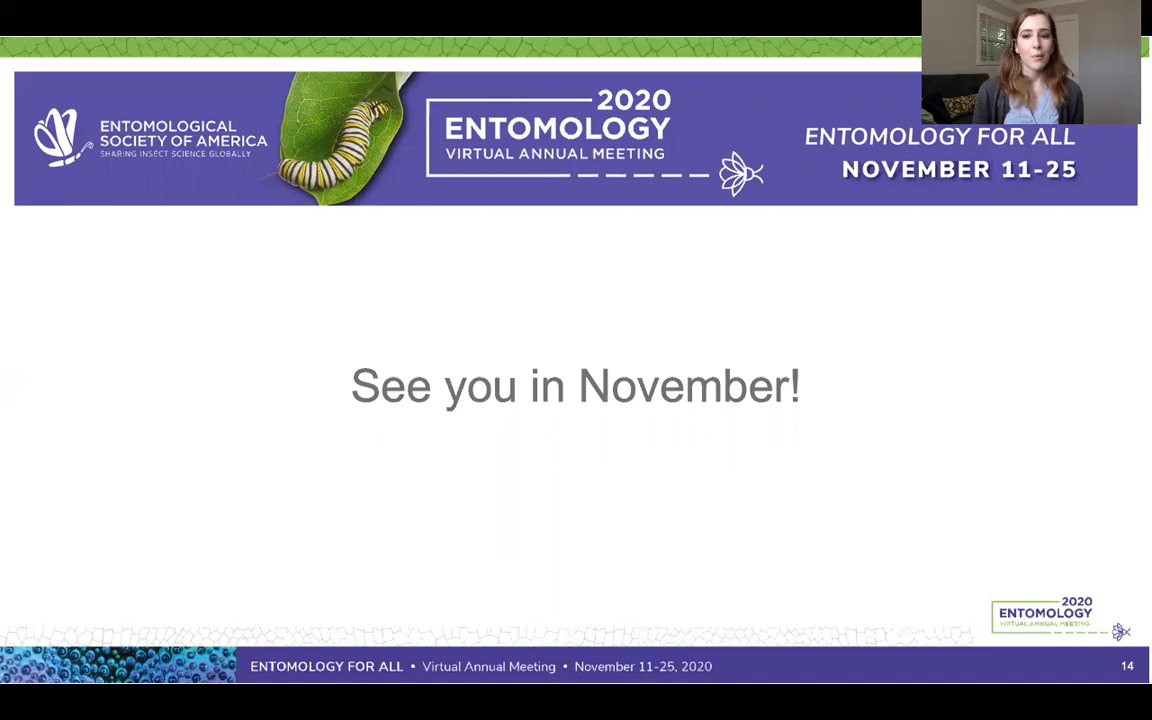 ENTOMOLOGICAL
SOCIETY OF AMERICA
SHARING INSECT SCIENCE GLOBALLY
2020
ENTOMOLOGY
VIRTUAL ANNUAL MEETING
ENTOMOLOGY FOR ALL
NOVEMBER 11-25
See you in November!
2020
ENTOMOLOGY
VIRTUAL ANNUAL MEETING
ENTOMOLOGY FOR ALL • Virtual Annual Meeting • November 11-25, 2020
14